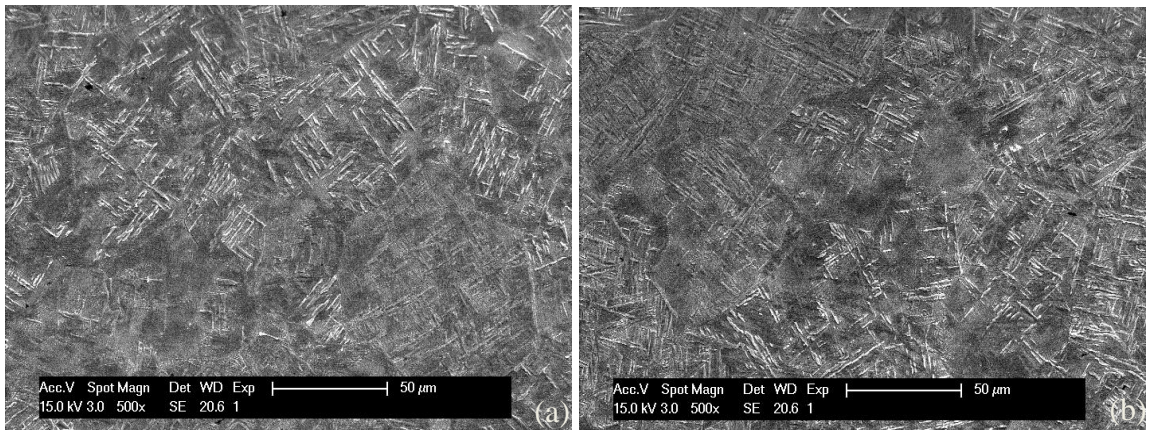 Acc.V Spot Magn Det WD Exp 50 µm
15.0 kV 3.0 500x SE 20.6 1
(a)
Acc.V Spot Magn Det WD Exp 50 µm
15.0 kV 3.0 500x SE 20.6 1
(b)